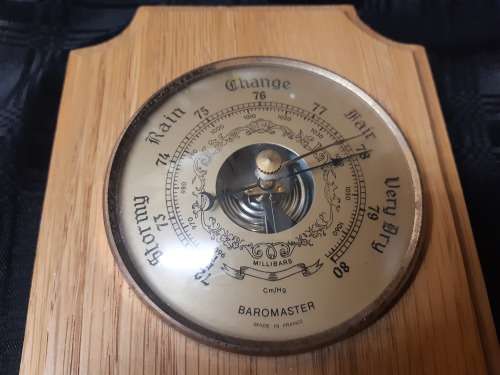 Stormy Rain Change Fair Very Dry
72 73 74 75 76 77 78 79 80
MILLIBARS
Cm/Hg
BAROMASTER
MADE IN FRANCE